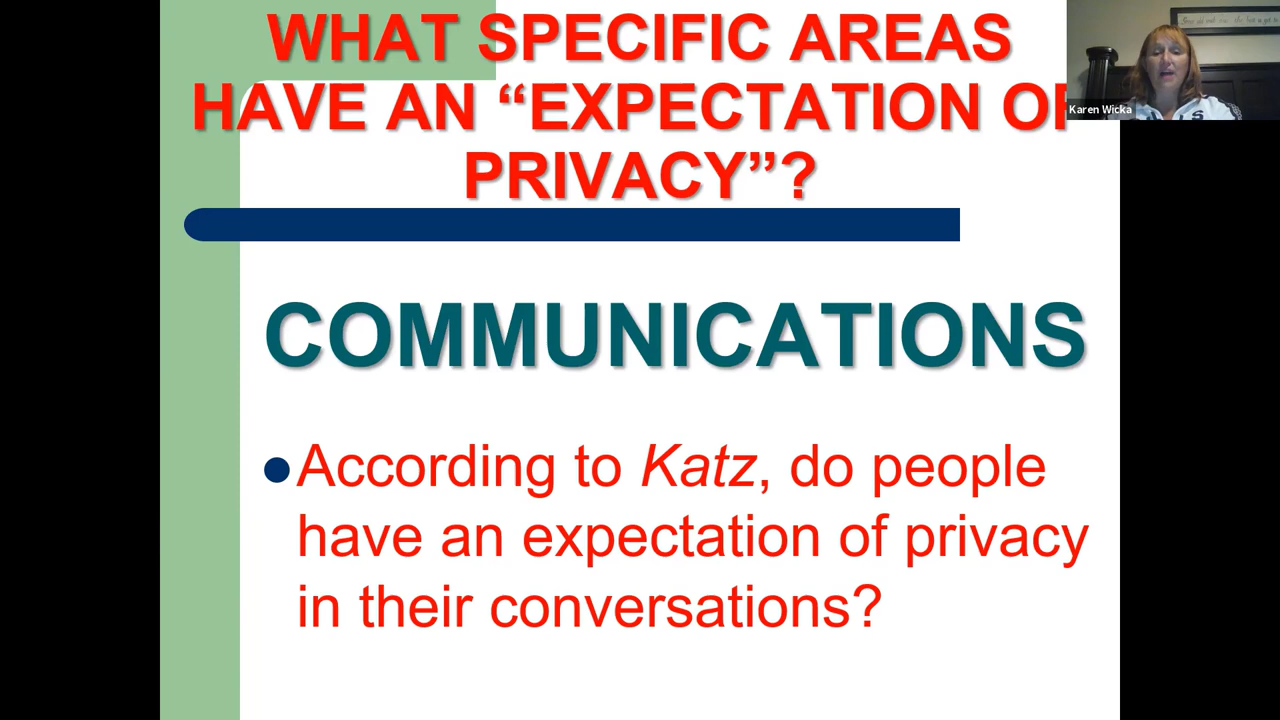 WHAT SPECIFIC AREAS
HAVE AN “EXPECTATION OF
PRIVACY”?
Karen Wicka
COMMUNICATIONS
According to Katz, do people
have an expectation of privacy
in their conversations?